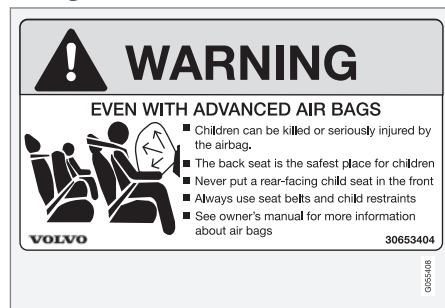 WARNING
EVEN WITH ADVANCED AIR BAGS
■ Children can be killed or seriously injured by
the airbag.
■ The back seat is the safest place for children
■ Never put a rear-facing child seat in the front
■ Always use seat belts and child restraints
■ See owner's manual for more information
about air bags
VOLVO
30653404
G055408